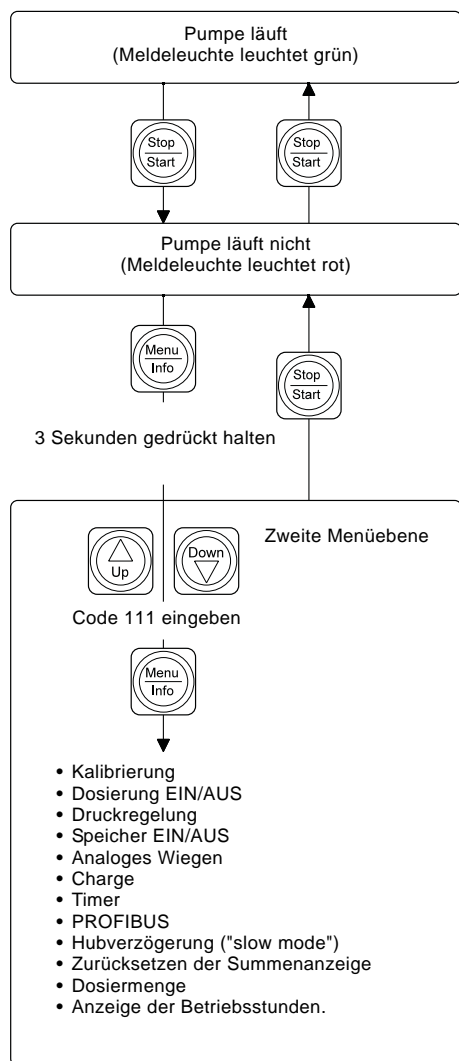 Pumpe läuft
(Meldeleuchte leuchtet grün)
Stop
Start
Stop
Start
Pumpe läuft nicht
(Meldeleuchte leuchtet rot)
Menu
Info
Stop
Start
3 Sekunden gedrückt halten
Zweite Menüebene
Up
Down
Code 111 eingeben
Menu
Info
• Kalibrierung
• Dosierung EIN/AUS
• Druckregelung
• Speicher EIN/AUS
• Analoges Wiegen
• Charge
• Timer
• PROFIBUS
• Hubverzögerung ("slow mode")
• Zurücksetzen der Summenanzeige
• Dosiermenge
• Anzeige der Betriebsstunden.